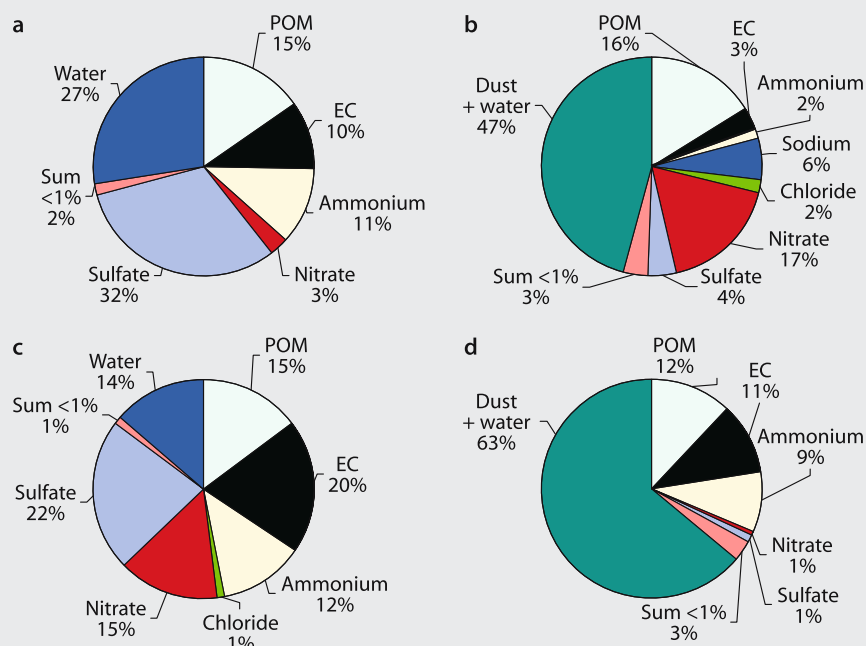 a
POM
15%
EC
10%
Ammonium
11%
Nitrate
3%
Sulfate
32%
Sum
<1%
2%
Water
27%
b
POM
16%
EC
3%
Ammonium
2%
Sodium
6%
Chloride
2%
Nitrate
17%
Sulfate
4%
Sum <1%
3%
Dust
+ water
47%
c
POM
15%
EC
20%
Ammonium
12%
Chloride
1%
Nitrate
15%
Sulfate
22%
Sum <1%
1%
Water
14%
d
POM
12%
EC
11%
Ammonium
9%
Nitrate
1%
Sulfate
1%
Sum <1%
3%
Dust
+ water
63%